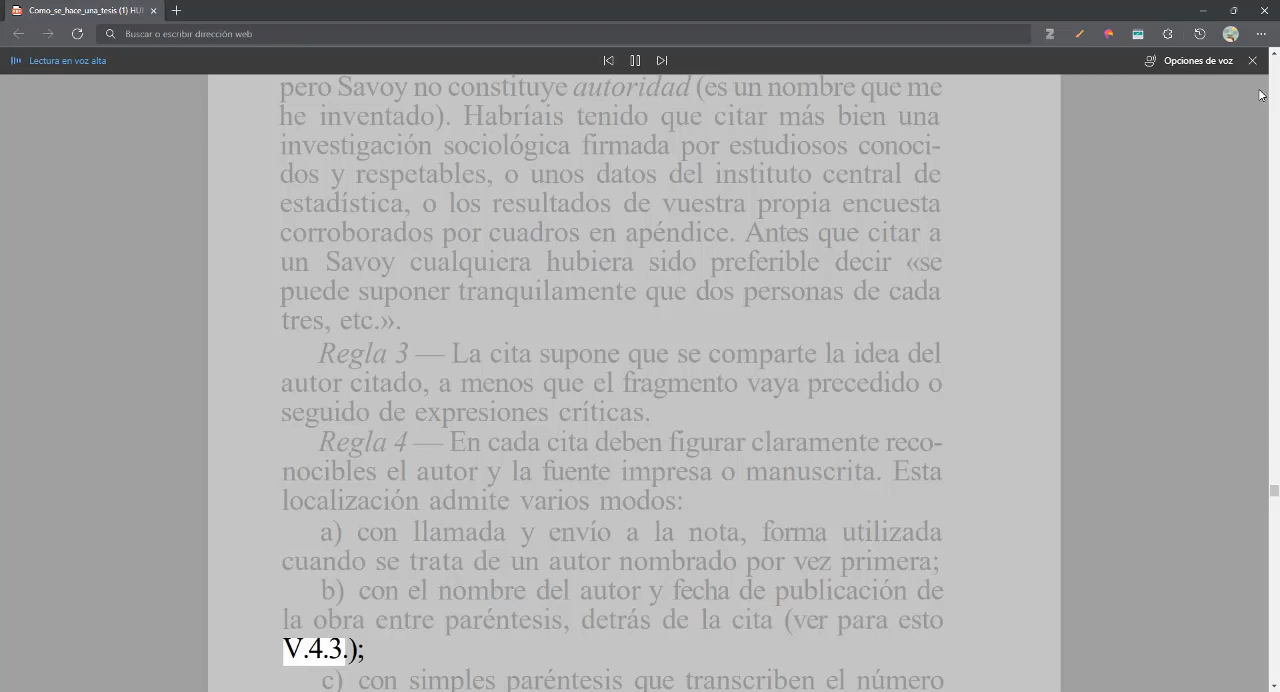 Como_se_hace_una_tesis (1) HUI
Buscar o escribir dirección web
Lectura en voz alta
Opciones de voz
pero Savoy no constituye autoridad (es un nombre que me
he inventado). Habríais tenido que citar más bien una
investigación sociológica firmada por estudiosos conoci-
dos y respetables, o unos datos del instituto central de
estadística, o los resultados de vuestra propia encuesta
corroborados por cuadros en apéndice. Antes que citar a
un Savoy cualquiera hubiera sido preferible decir «se
puede suponer tranquilamente que dos personas de cada
tres, etc.».
Regla 3 — La cita supone que se comparte la idea del
autor citado, a menos que el fragmento vaya precedido o
seguido de expresiones críticas.
Regla 4 — En cada cita deben figurar claramente reco-
nocibles el autor y la fuente impresa o manuscrita. Esta
localización admite varios modos:
a) con llamada y envío a la nota, forma utilizada
cuando se trata de un autor nombrado por vez primera;
b) con el nombre del autor y fecha de publicación de
la obra entre paréntesis, detrás de la cita (ver para esto
V.4.3.);
c) con simples paréntesis que transcriben el número